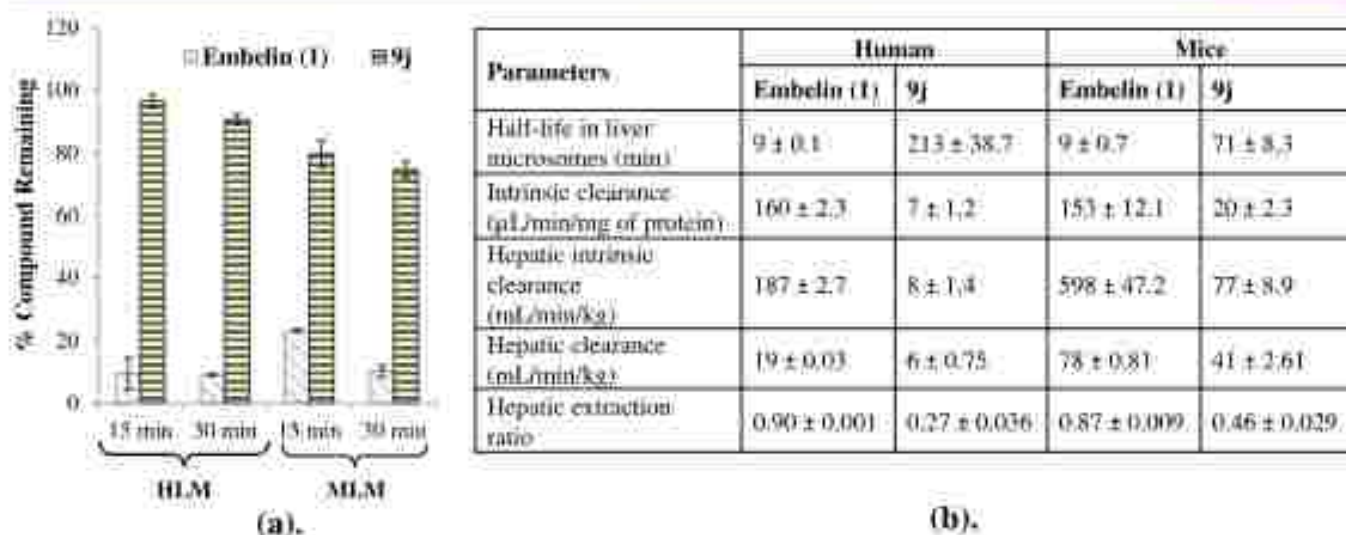 120
100
80
60
40
20
0
% Compound Remaining
Embelin (1) 9j
15 min 30 min 15 min 30 min
HLM MLM
(a).
Parameters Human Mice
Embelin (1) 9j Embelin (1) 9j
Half-life in liver
microsomes (min) 9 ± 0.1 213 ± 38.7 9 ± 0.7 71 ± 8.3
Intrinsic clearance
(µL/min/mg of protein) 160 ± 2.3 7 ± 1.2 153 ± 12.1 20 ± 2.3
Hepatic intrinsic
clearance
(mL/min/kg) 187 ± 2.7 8 ± 1.4 598 ± 47.2 77 ± 8.9
Hepatic clearance
(mL/min/kg) 19 ± 0.03 6 ± 0.75 78 ± 0.81 41 ± 2.61
Hepatic extraction
ratio 0.90 ± 0.001 0.27 ± 0.036 0.87 ± 0.009 0.46 ± 0.029
(b).